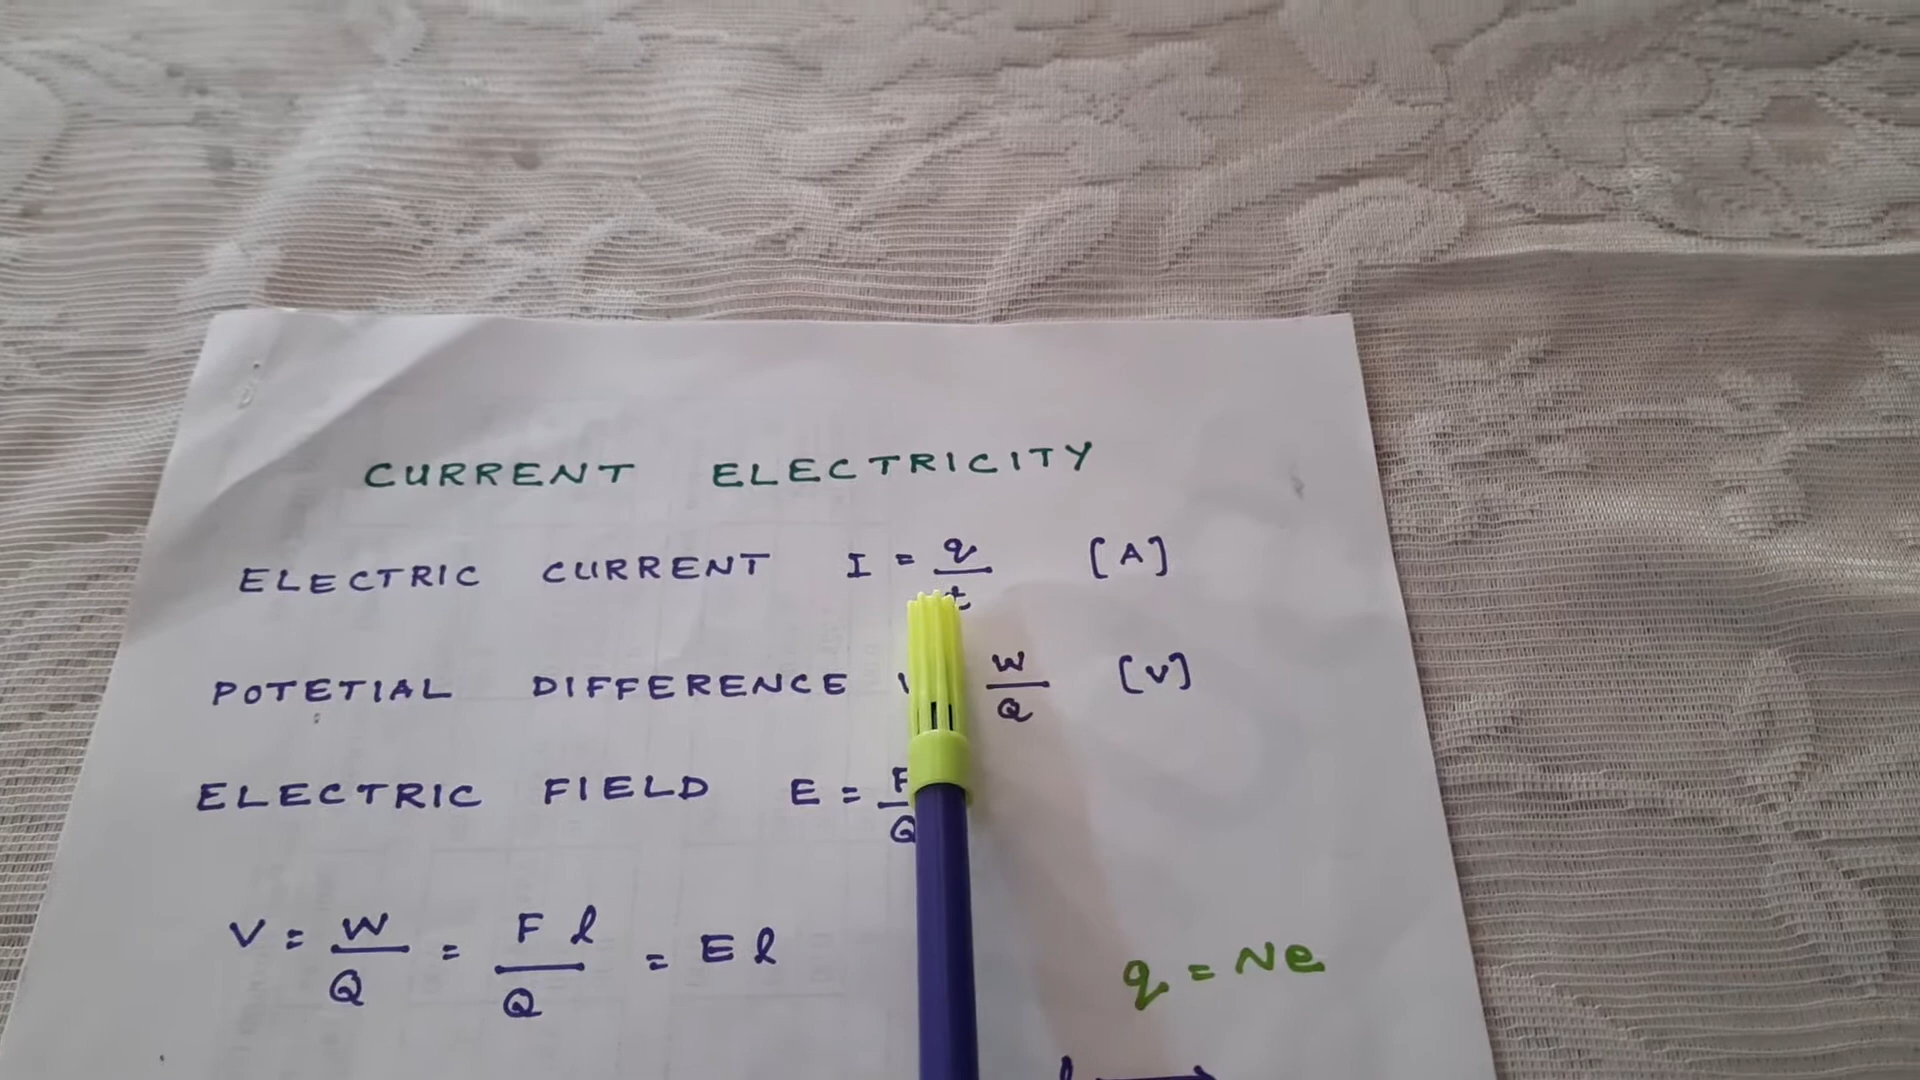 CURRENT ELECTRICITY
ELECTRIC CURRENT I = q/t [A]
POTETIAL DIFFERENCE W/Q [V]
ELECTRIC FIELD E = F/Q
V = W/Q = Fl/Q = El
q = Ne